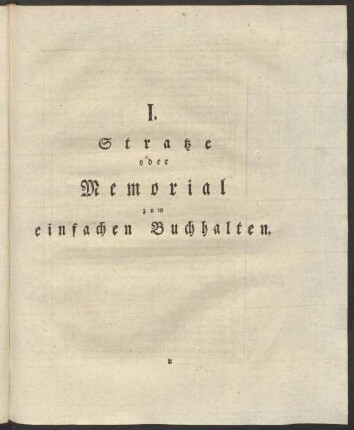 I.
Stratze
oder
Memorial
zum
einfachen Buchhalten.